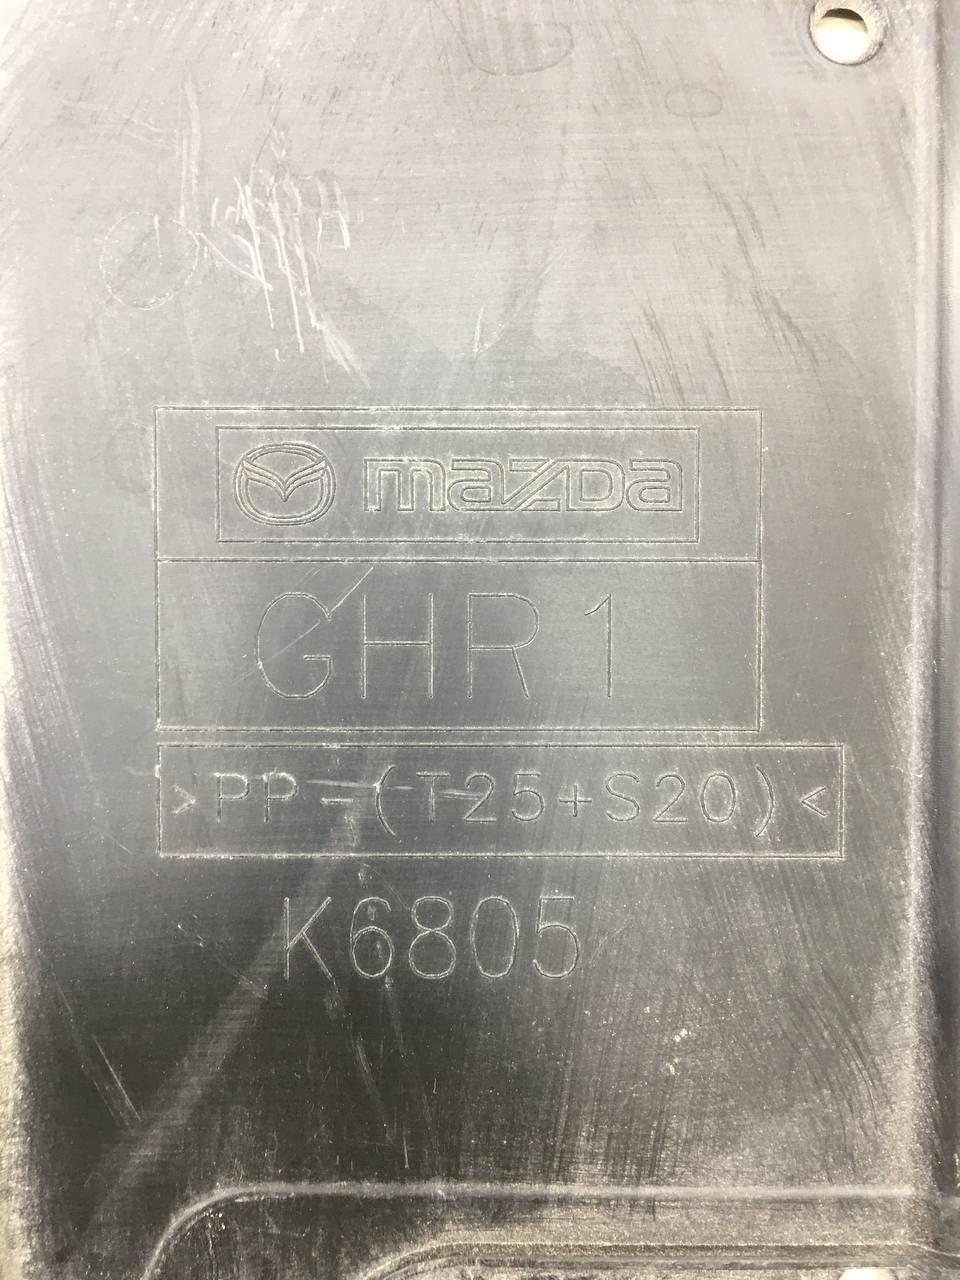 mazda
GHR1
>PP-(T25+S20)<
K6805